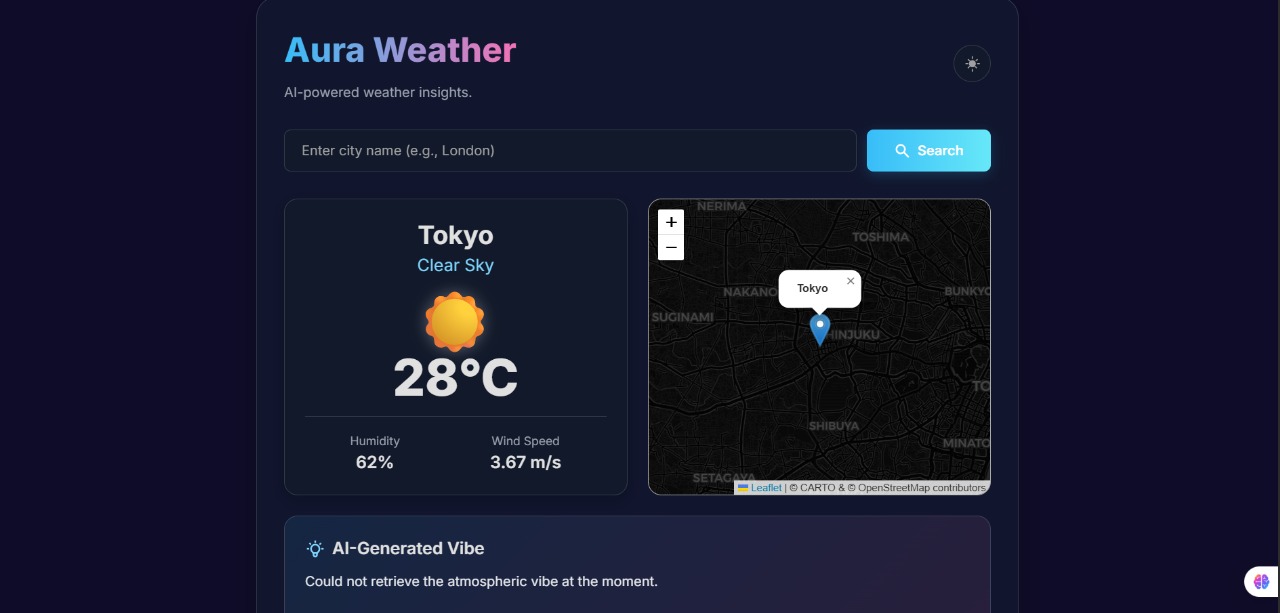 Aura Weather
AI-powered weather insights.
Enter city name (e.g., London)
Search
Tokyo
Clear Sky
28°C
Humidity
62%
Wind Speed
3.67 m/s
+
−
NERIMA
TOSHIMA
Tokyo ×
NAKANO
BUNKYO
SUGINAMI
HINJUKU
TO
SHIBUYA
MINATO
SETAGAYA
Leaflet | © CARTO & © OpenStreetMap contributors
AI-Generated Vibe
Could not retrieve the atmospheric vibe at the moment.